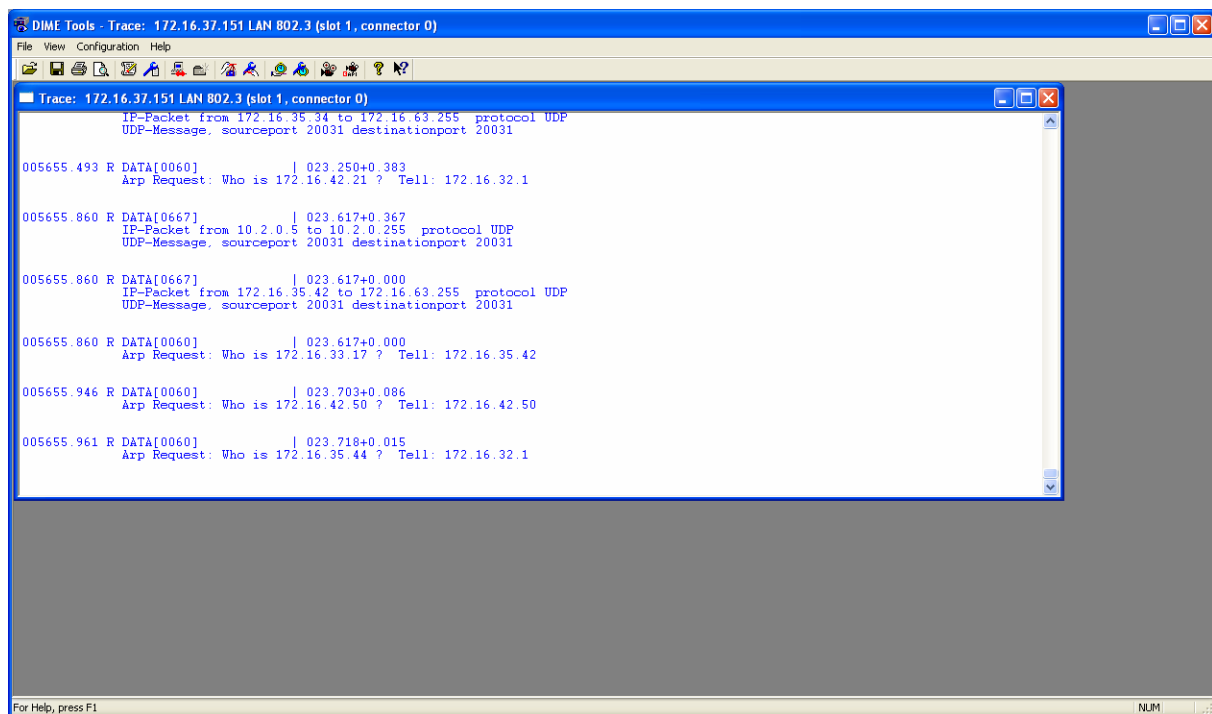 DIME Tools - Trace: 172.16.37.151 LAN 802.3 (slot 1, connector 0)
File View Configuration Help
Trace: 172.16.37.151 LAN 802.3 (slot 1, connector 0)
IP-Packet from 172.16.35.34 to 172.16.63.255 protocol UDP
UDP-Message, sourceport 20031 destinationport 20031
005655.493 R DATA[0060] | 023.250+0.383
Arp Request: Who is 172.16.42.21 ? Tell: 172.16.32.1
005655.860 R DATA[0667] | 023.617+0.367
IP-Packet from 10.2.0.5 to 10.2.0.255 protocol UDP
UDP-Message, sourceport 20031 destinationport 20031
005655.860 R DATA[0667] | 023.617+0.000
IP-Packet from 172.16.35.42 to 172.16.63.255 protocol UDP
UDP-Message, sourceport 20031 destinationport 20031
005655.860 R DATA[0060] | 023.617+0.000
Arp Request: Who is 172.16.33.17 ? Tell: 172.16.35.42
005655.946 R DATA[0060] | 023.703+0.086
Arp Request: Who is 172.16.42.50 ? Tell: 172.16.42.50
005655.961 R DATA[0060] | 023.718+0.015
Arp Request: Who is 172.16.35.44 ? Tell: 172.16.32.1
For Help, press F1
NUM